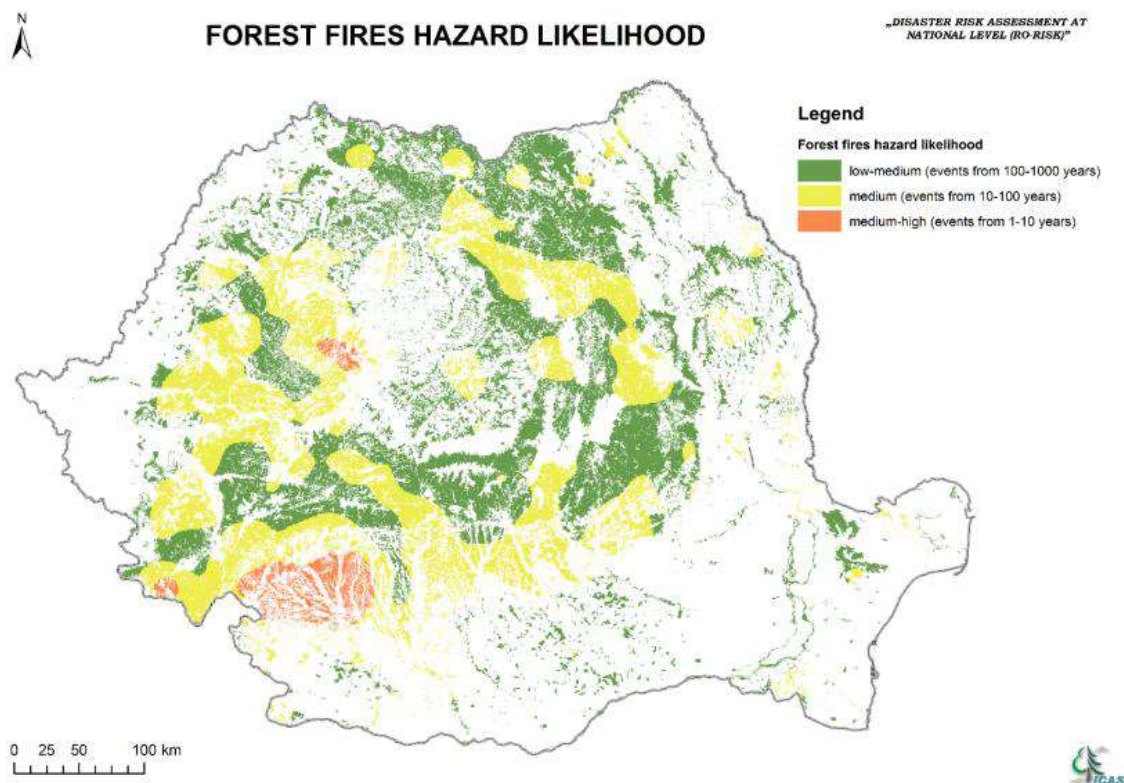 N
FOREST FIRES HAZARD LIKELIHOOD
„DISASTER RISK ASSESSMENT AT
NATIONAL LEVEL (RO-RISK)”
Legend
Forest fires hazard likelihood
low-medium (events from 100-1000 years)
medium (events from 10-100 years)
medium-high (events from 1-10 years)
0 25 50 100 km
ICAS